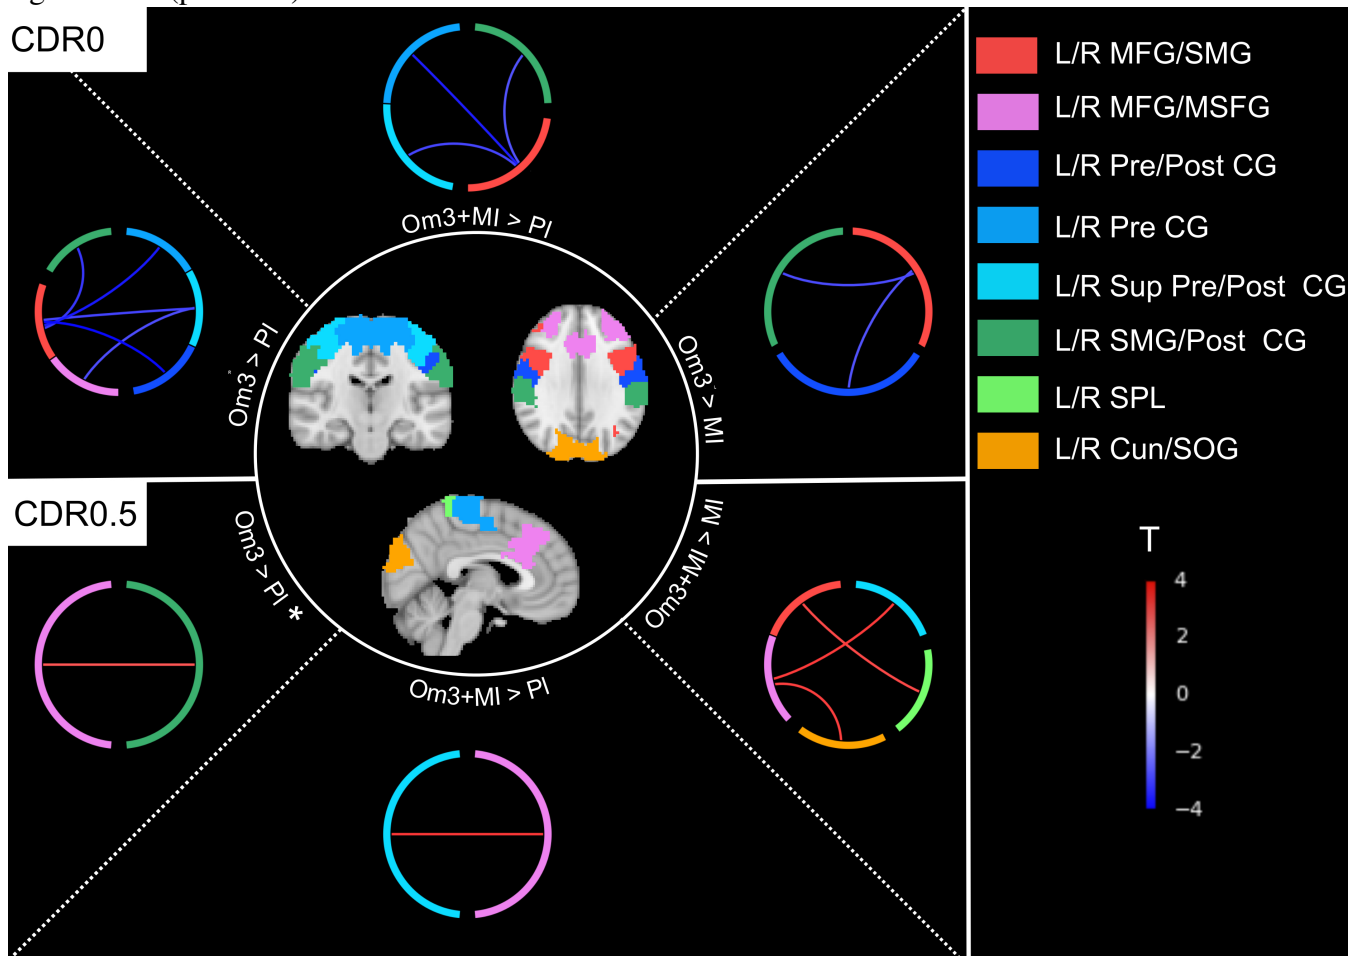 CDR0
Om3+MI > Pl
Om3 > Pl
Om3 > MI
CDR0.5
Om3 > Pl *
Om3+MI > MI
Om3+MI > Pl
L/R MFG/SMG
L/R MFG/MSFG
L/R Pre/Post CG
L/R Pre CG
L/R Sup Pre/Post CG
L/R SMG/Post CG
L/R SPL
L/R Cun/SOG
T
4
2
0
−2
−4